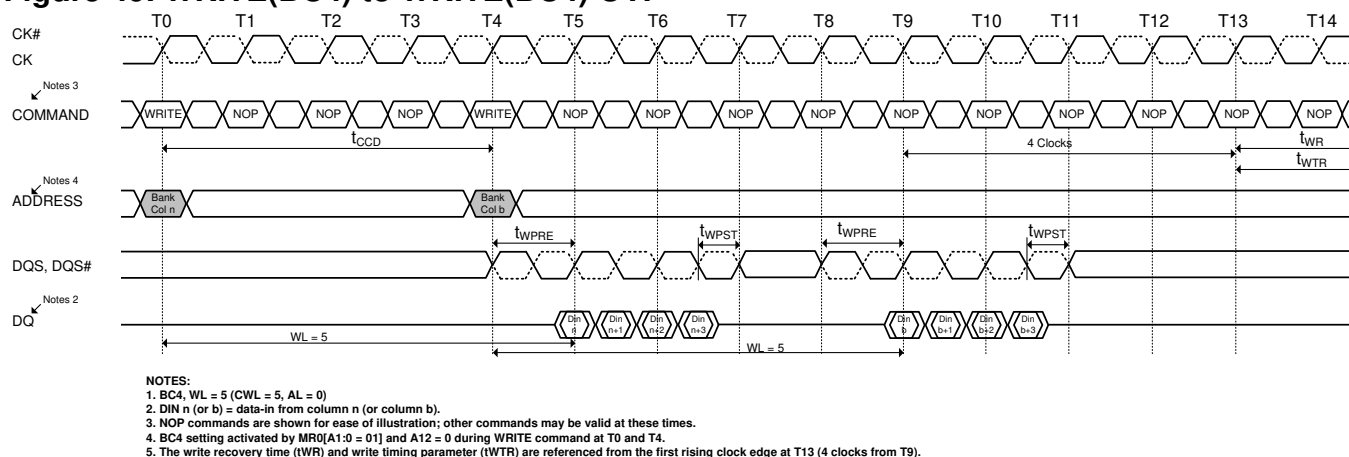 T0 T1 T2 T3 T4 T5 T6 T7 T8 T9 T10 T11 T12 T13 T14
CK#
CK
Notes 3
COMMAND WRITE NOP NOP NOP WRITE NOP NOP NOP NOP NOP NOP NOP NOP NOP NOP
tCCD 4 Clocks tWR
tWTR
Notes 4
ADDRESS
Bank Bank
Col n Col b
tWPRE tWPST tWPRE tWPST
DQS, DQS#
Notes 2
DQ
Din Din Din Din Din Din Din Din
n n+1 n+2 n+3 b b+1 b+2 b+3
WL = 5 WL = 5
NOTES:
1. BC4, WL = 5 (CWL = 5, AL = 0)
2. DIN n (or b) = data-in from column n (or column b).
3. NOP commands are shown for ease of illustration; other commands may be valid at these times.
4. BC4 setting activated by MR0[A1:0 = 01] and A12 = 0 during WRITE command at T0 and T4.
5. The write recovery time (tWR) and write timing parameter (tWTR) are referenced from the first rising clock edge at T13 (4 clocks from T9).